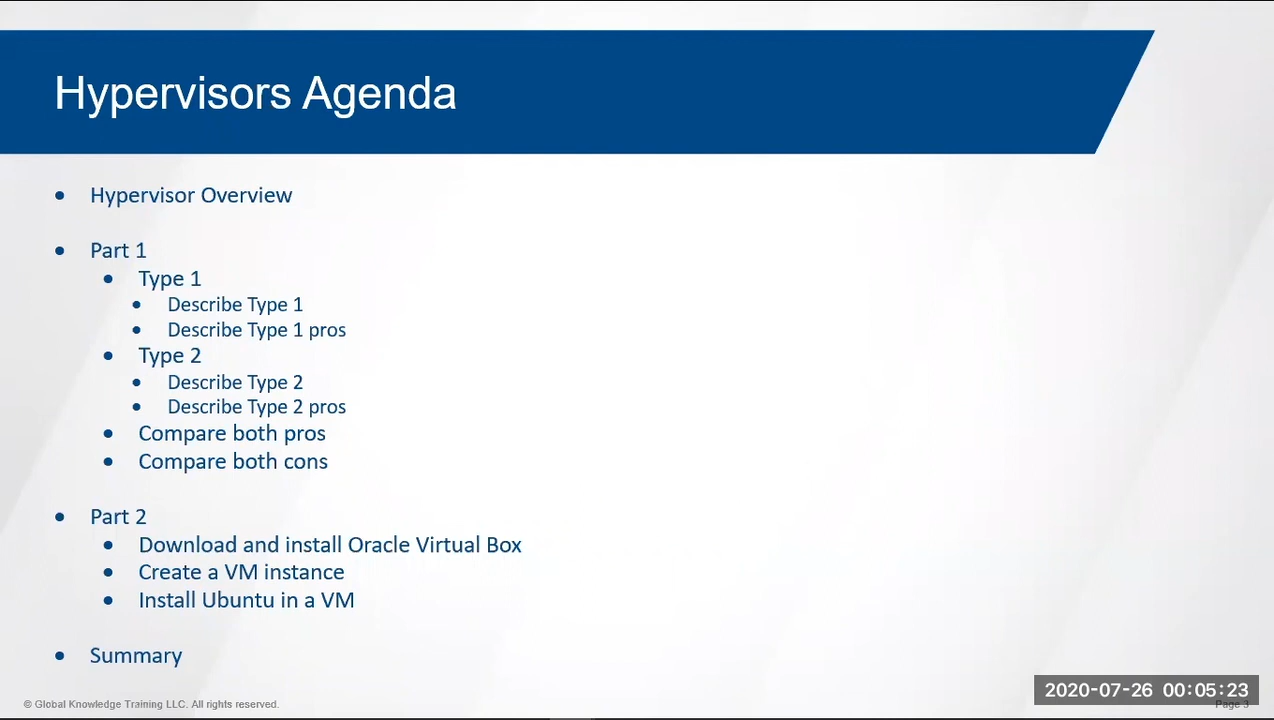 Hypervisors Agenda
• Hypervisor Overview
• Part 1
• Type 1
• Describe Type 1
• Describe Type 1 pros
• Type 2
• Describe Type 2
• Describe Type 2 pros
• Compare both pros
• Compare both cons
• Part 2
• Download and install Oracle Virtual Box
• Create a VM instance
• Install Ubuntu in a VM
• Summary
© Global Knowledge Training LLC. All rights reserved.
2020-07-26 00:05:23
Page 3